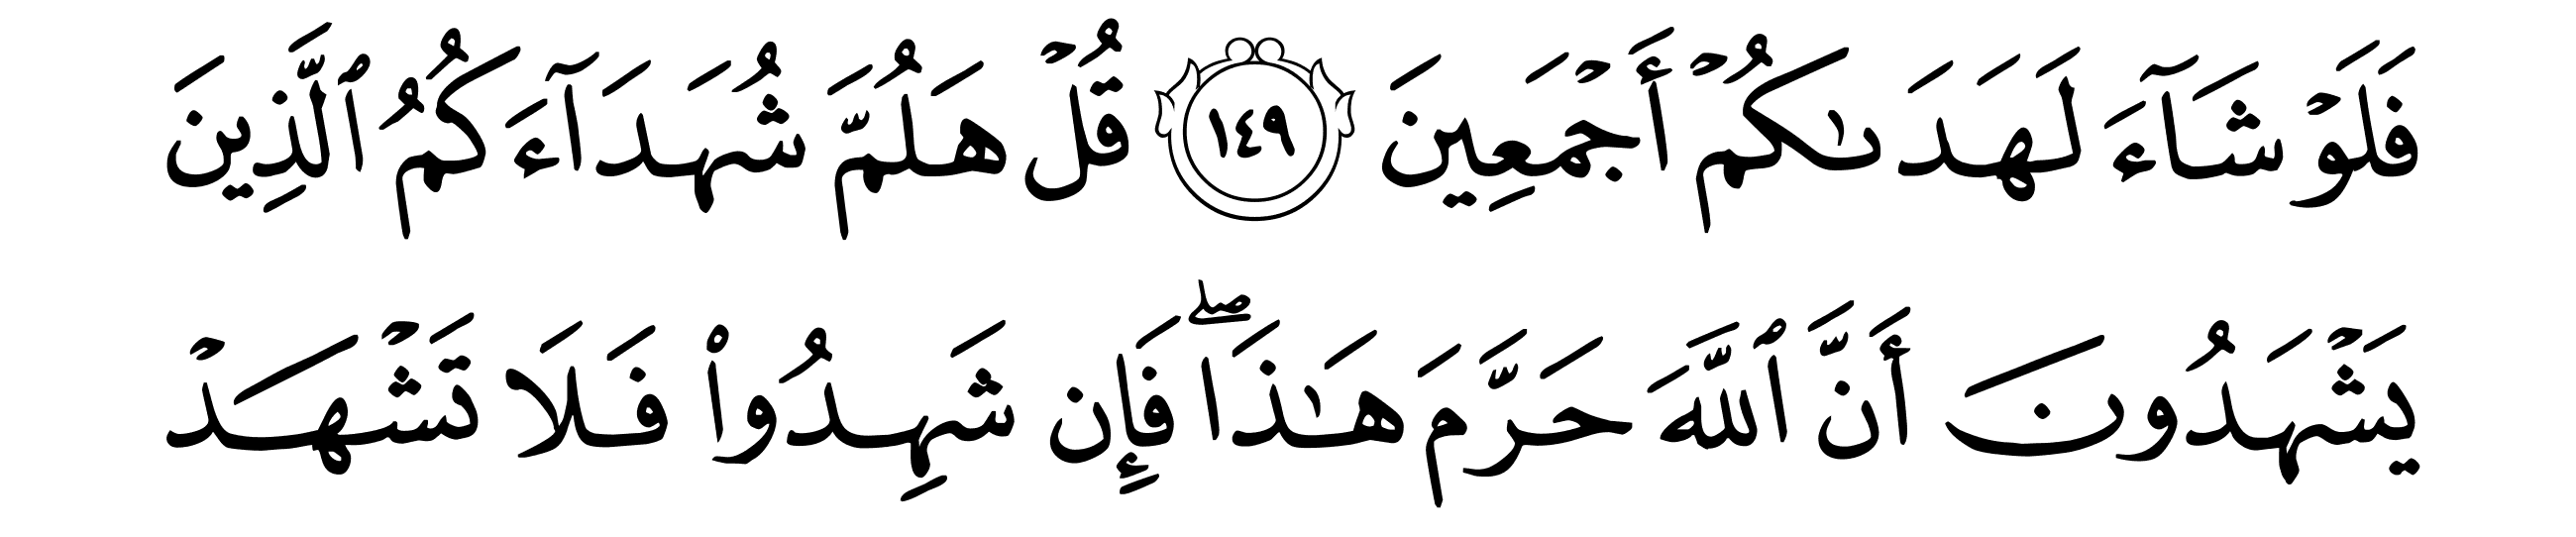 فَلَوۡ شَآءَ لَهَدَىٰكُمۡ أَجۡمَعِينَ ١٤٩ قُلۡ هَلُمَّ شُهَدَآءَكُمُ ٱلَّذِينَ
يَشۡهَدُونَ أَنَّ ٱللَّهَ حَرَّمَ هَٰذَاۖ فَإِن شَهِدُواْ فَلَا تَشۡهَدۡ